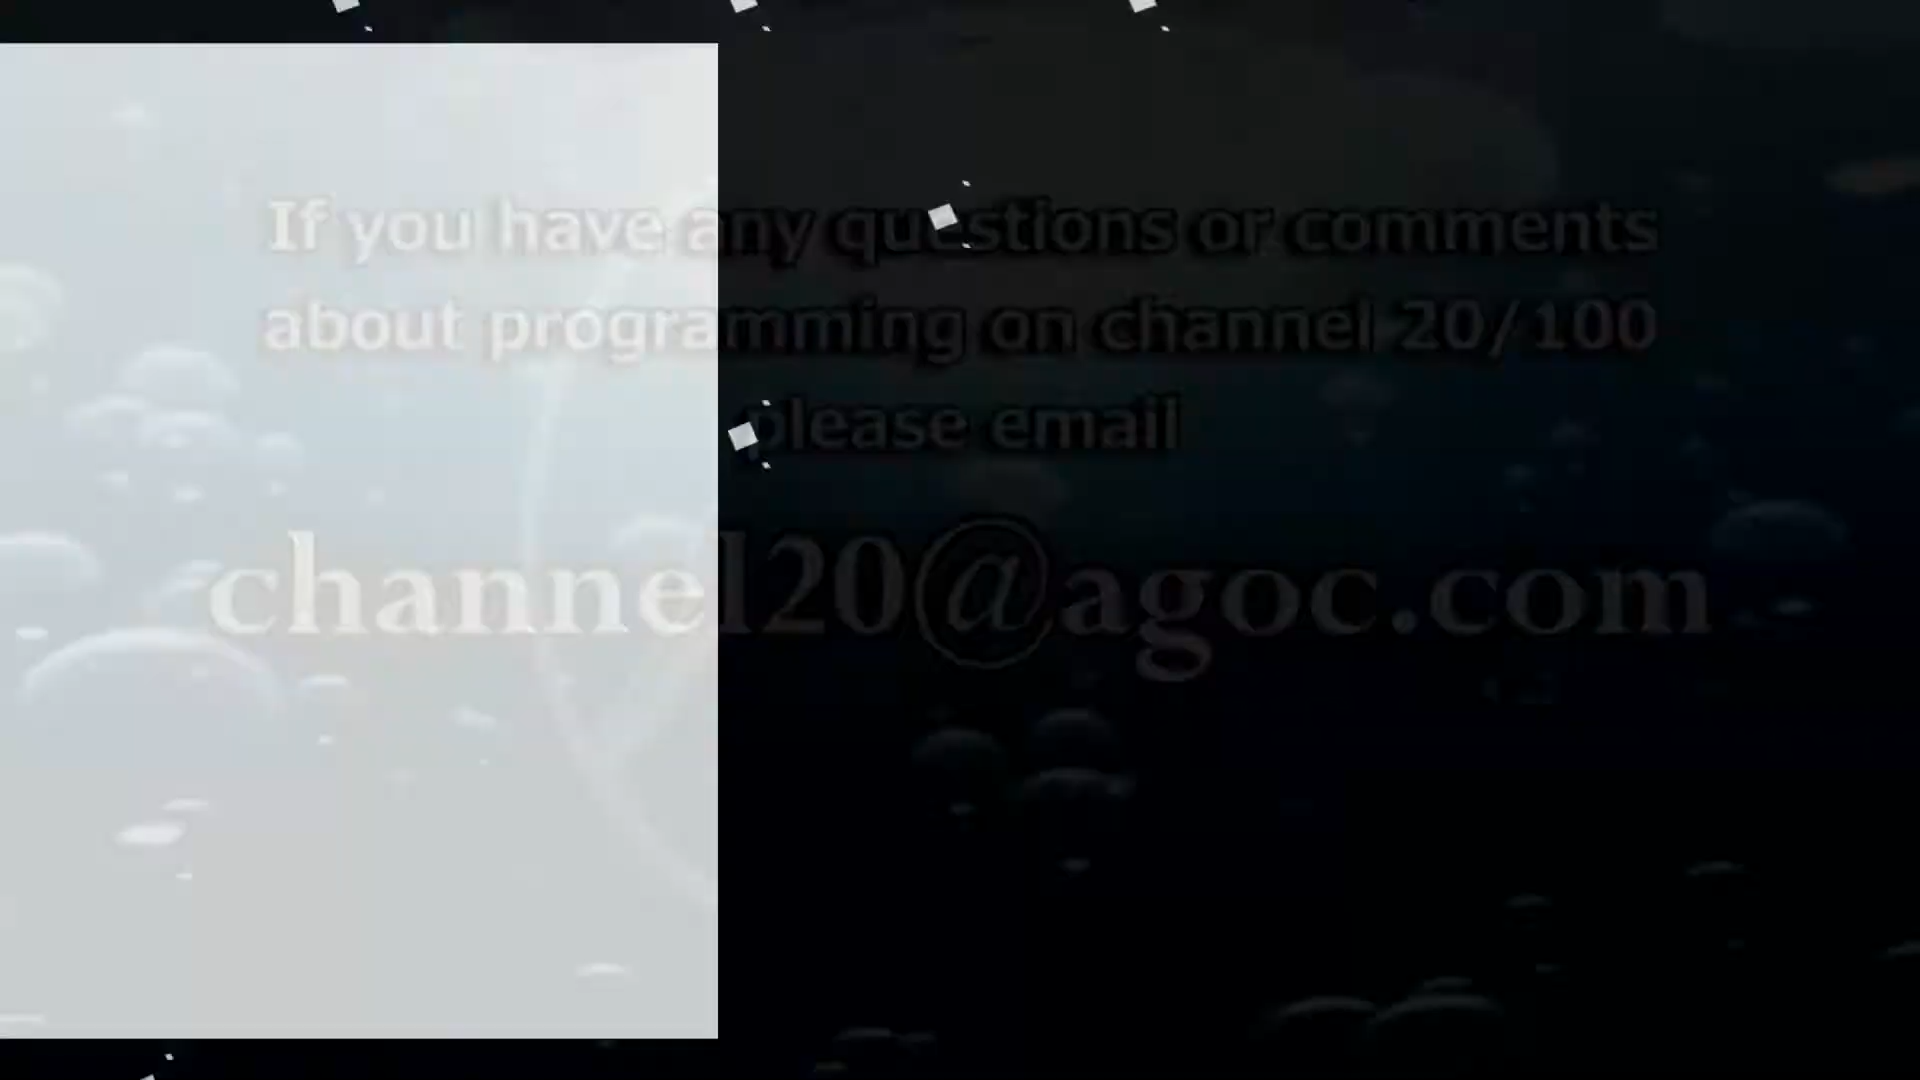 If you have any questions or comments
about programming on channel 20/100
please email
channel20@agoc.com